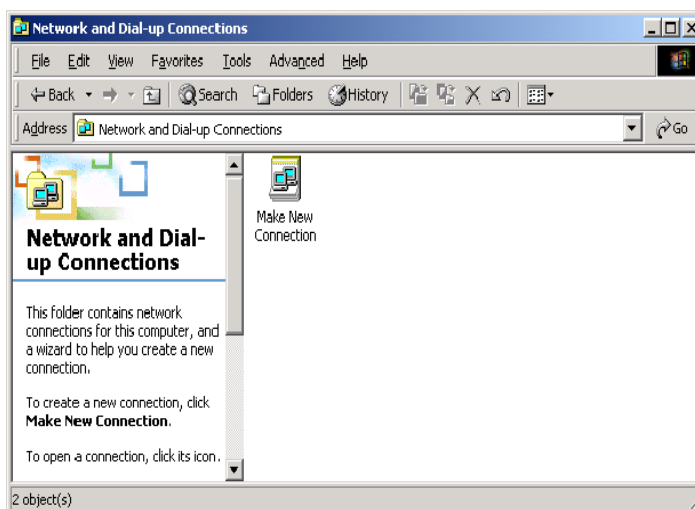 Network and Dial-up Connections
File Edit View Favorites Tools Advanced Help
Back Search Folders History
Address Network and Dial-up Connections Go
Make New
Connection
Network and Dial-
up Connections
This folder contains network
connections for this computer, and
a wizard to help you create a new
connection.
To create a new connection, click
Make New Connection.
To open a connection, click its icon.
2 object(s)